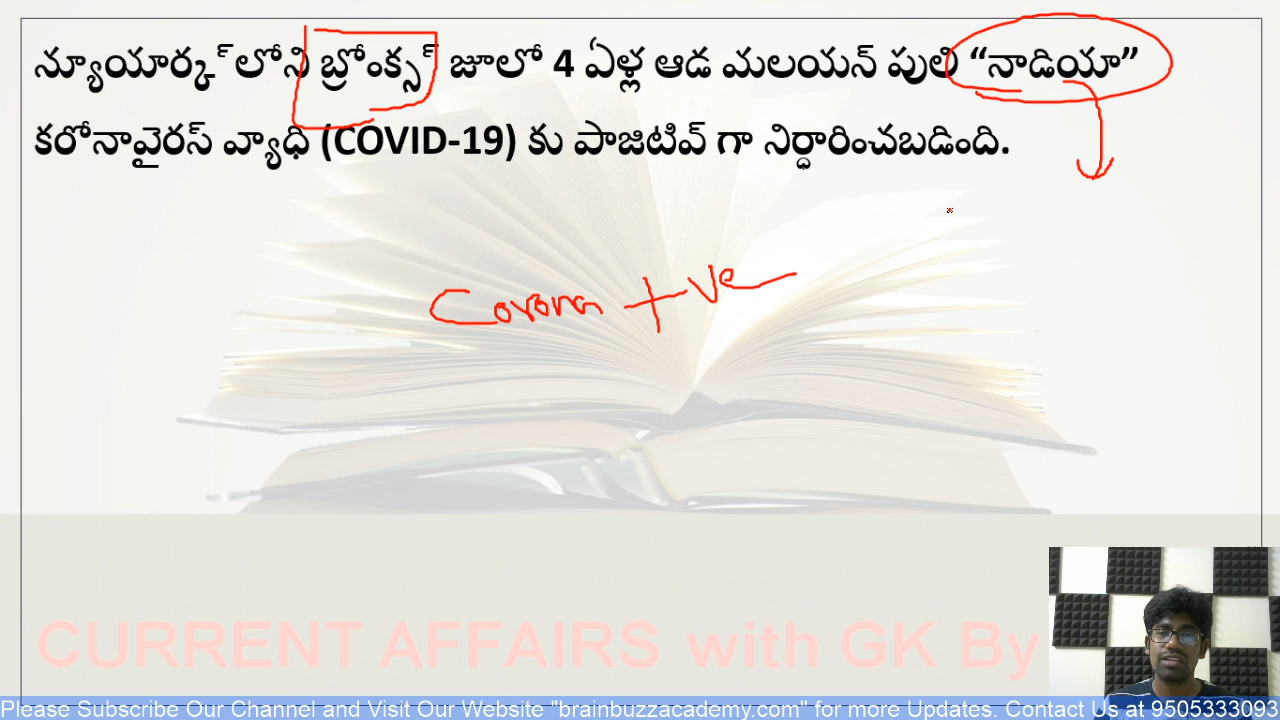 న్యూయార్క్‌లోని బ్రోంక్స్ జూలో 4 ఏళ్ల ఆడ మలయన్ పులి “నాడియా”
కరోనావైరస్ వ్యాధి (COVID-19) కు పాజిటివ్ గా నిర్ధారించబడింది.
Corona +ve
CURRENT AFFAIRS with GK By
Please Subscribe Our Channel and Visit Our Website "brainbuzzacademy.com" for more Updates. Contact Us at 9505333093